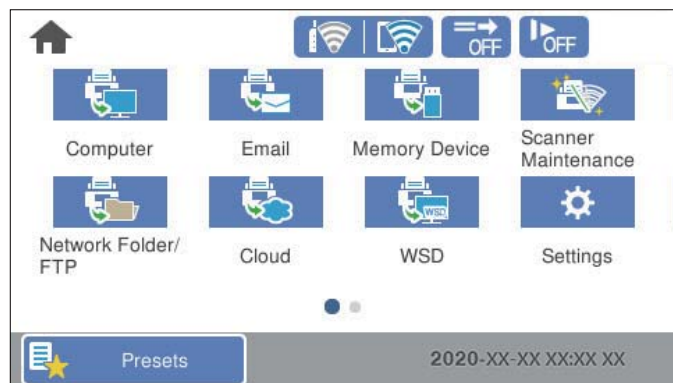 OFF
OFF
Computer
Email
Memory Device
Scanner
Maintenance
WSD
Network Folder/
FTP
Cloud
WSD
Settings
Presets
2020-XX-XX XX:XX XX